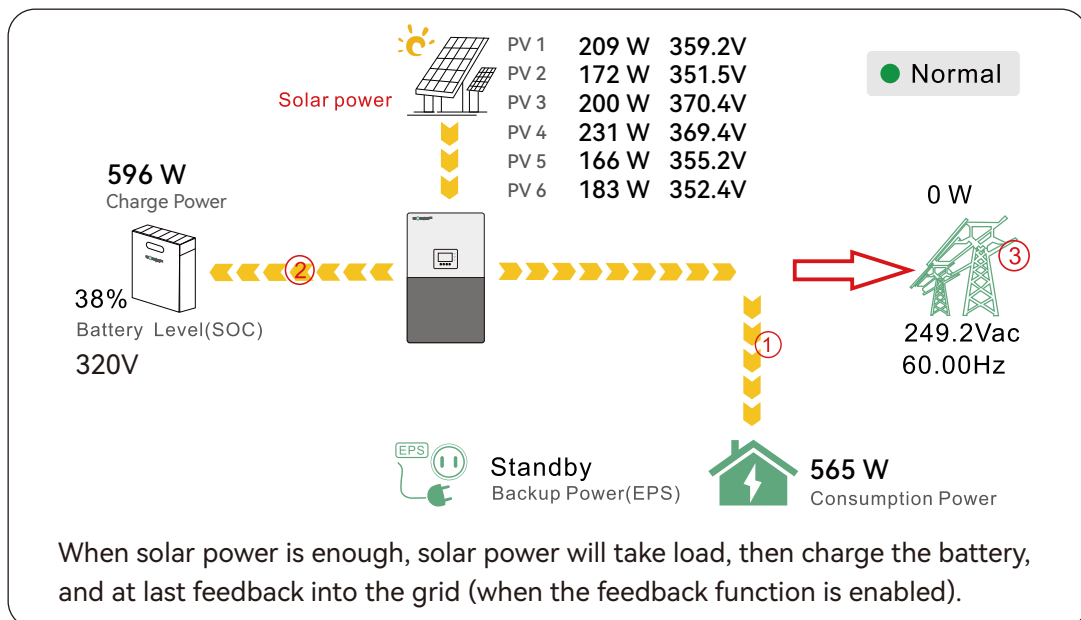 PV 1 209 W 359.2V
PV 2 172 W 351.5V
PV 3 200 W 370.4V
PV 4 231 W 369.4V
PV 5 166 W 355.2V
PV 6 183 W 352.4V
Normal
Solar power
596 W
Charge Power
0 W
3
2
38%
Battery Level(SOC)
320V
249.2Vac
60.00Hz
1
EPS
Standby
Backup Power(EPS)
565 W
Consumption Power
When solar power is enough, solar power will take load, then charge the battery,
and at last feedback into the grid (when the feedback function is enabled).